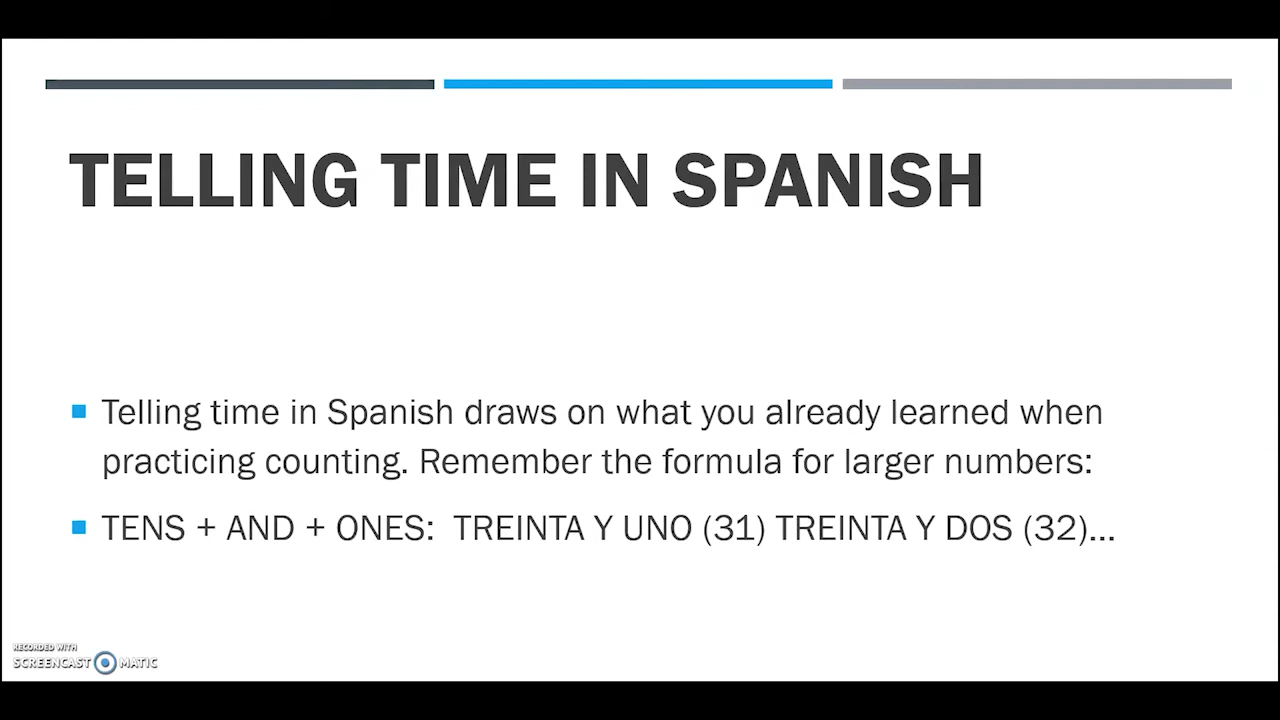 TELLING TIME IN SPANISH
Telling time in Spanish draws on what you already learned when
practicing counting. Remember the formula for larger numbers:
TENS + AND + ONES: TREINTA Y UNO (31) TREINTA Y DOS (32)...
RECORDED WITH
SCREENCAST MATIC